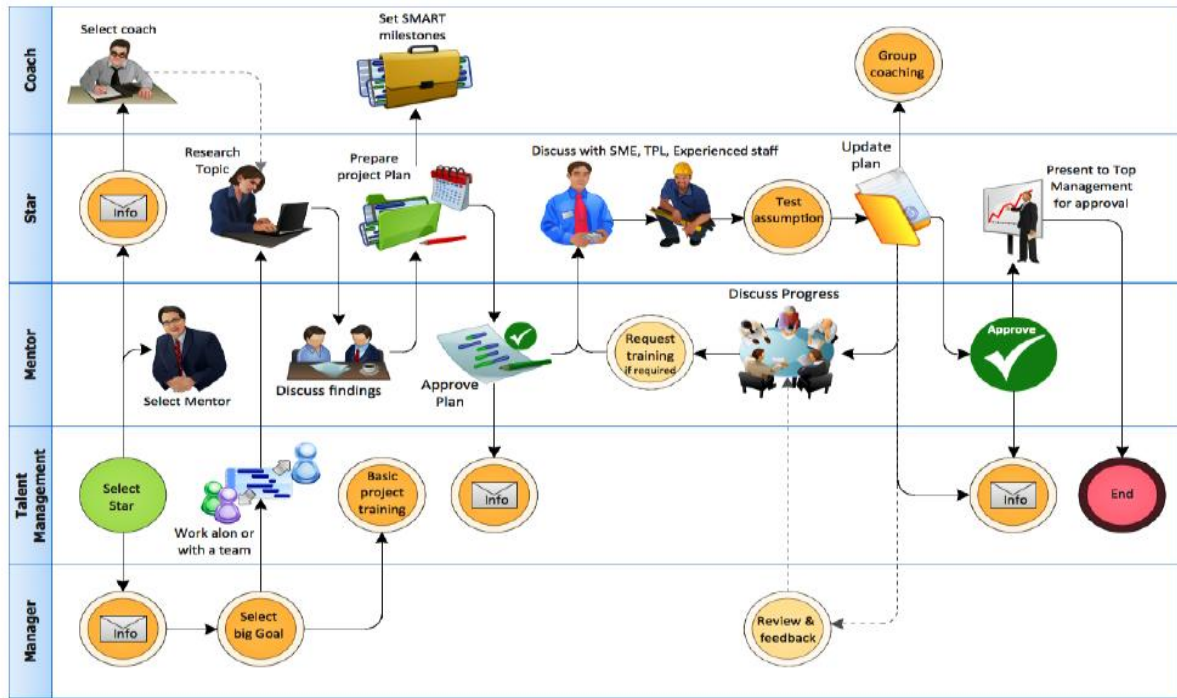 Coach
Select coach
Set SMART
milestones
Group
coaching
Star
Info
Research
Topic
Prepare
project Plan
Discuss with SME, TPL, Experienced staff
Test
assumption
Update
plan
Present to Top
Management
for approval
Mentor
Select Mentor
Discuss findings
Approve
Plan
Request
training
if required
Discuss Progress
Approve
Talent
Management
Select
Star
Work alon or
with a team
Basic
project
training
Info
Info
End
Manager
Info
Select
big Goal
Review &
feedback